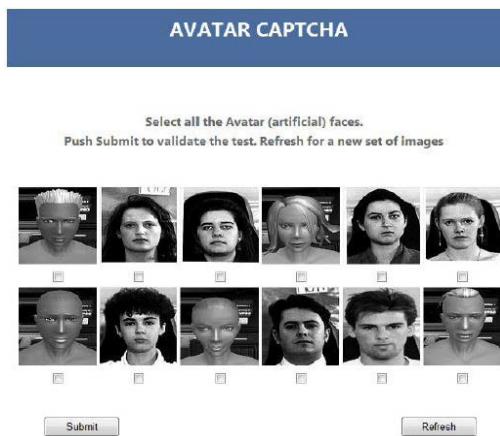 AVATAR CAPTCHA
Select all the Avatar (artificial) faces.
Push Submit to validate the test. Refresh for a new set of images
Submit
Refresh